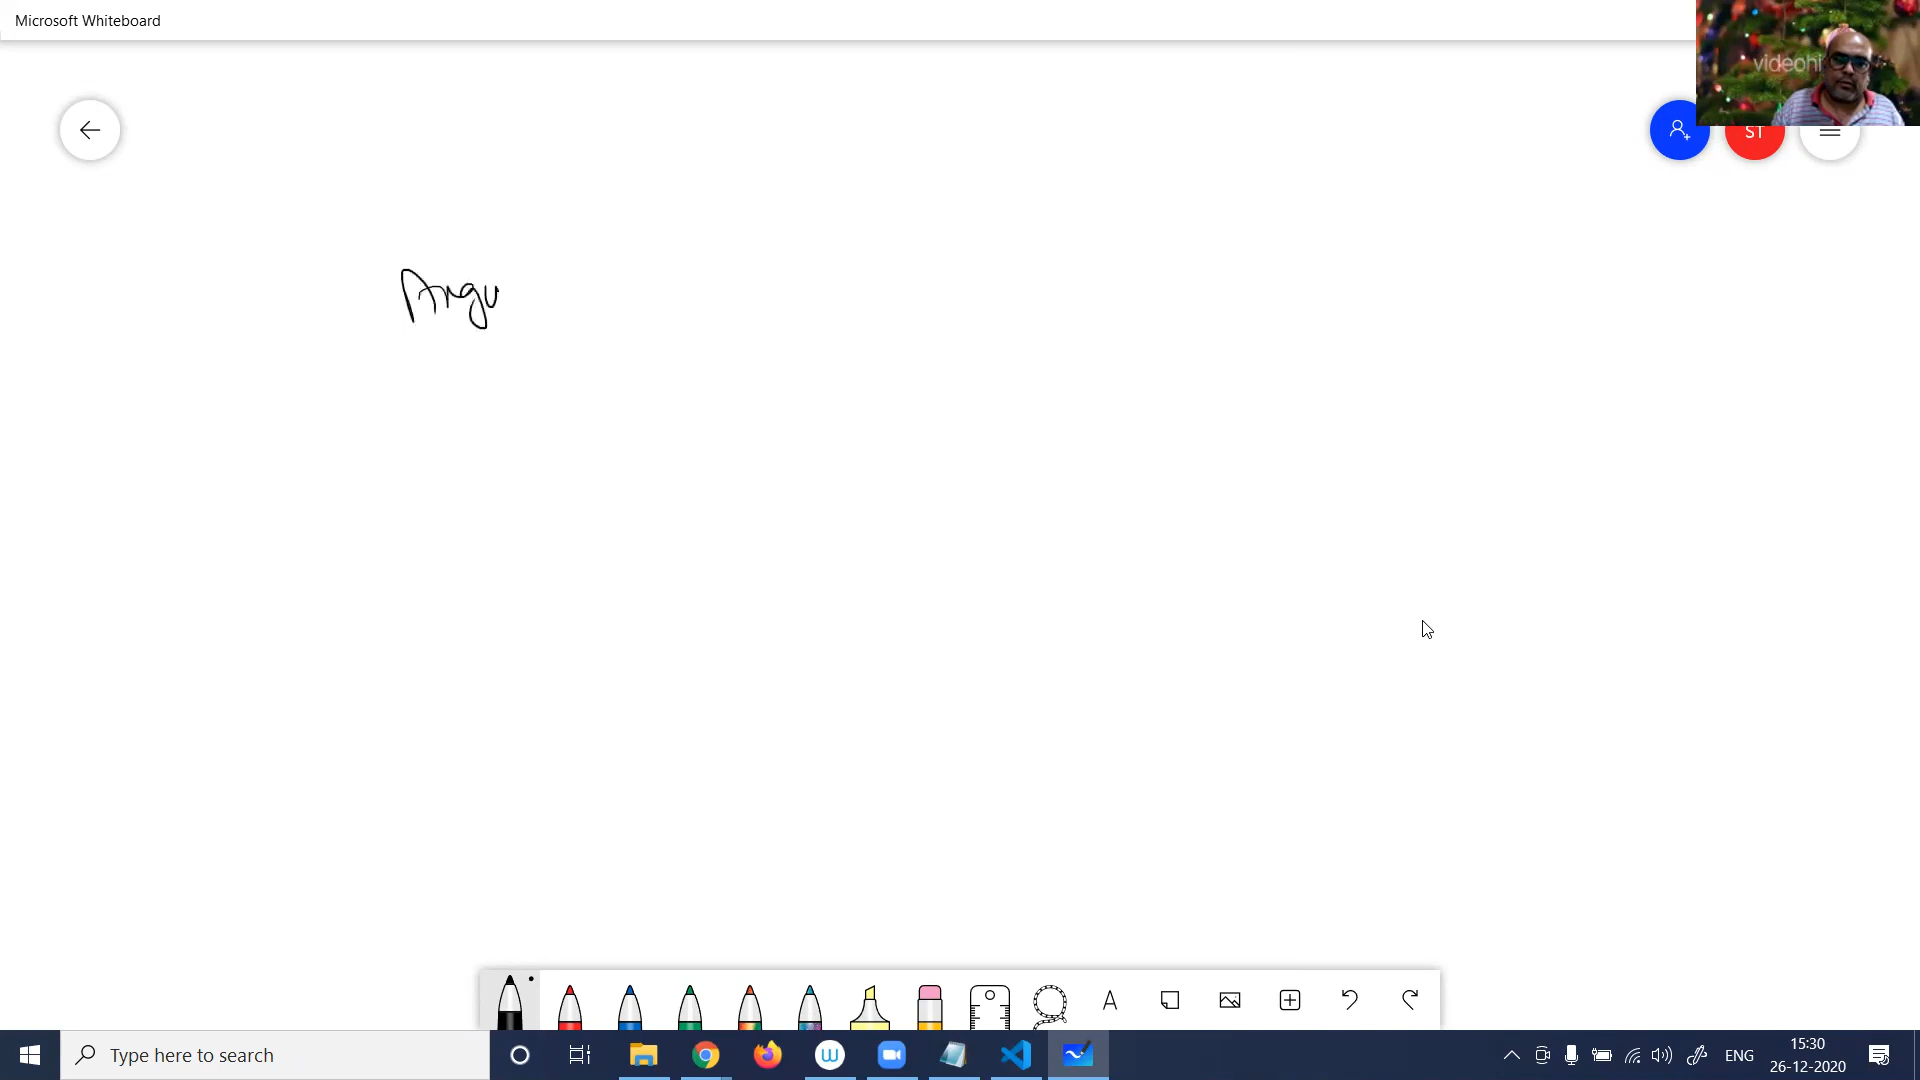 Microsoft Whiteboard
videohi
ST
Angu
A
Type here to search
W
ENG
15:30
26-12-2020